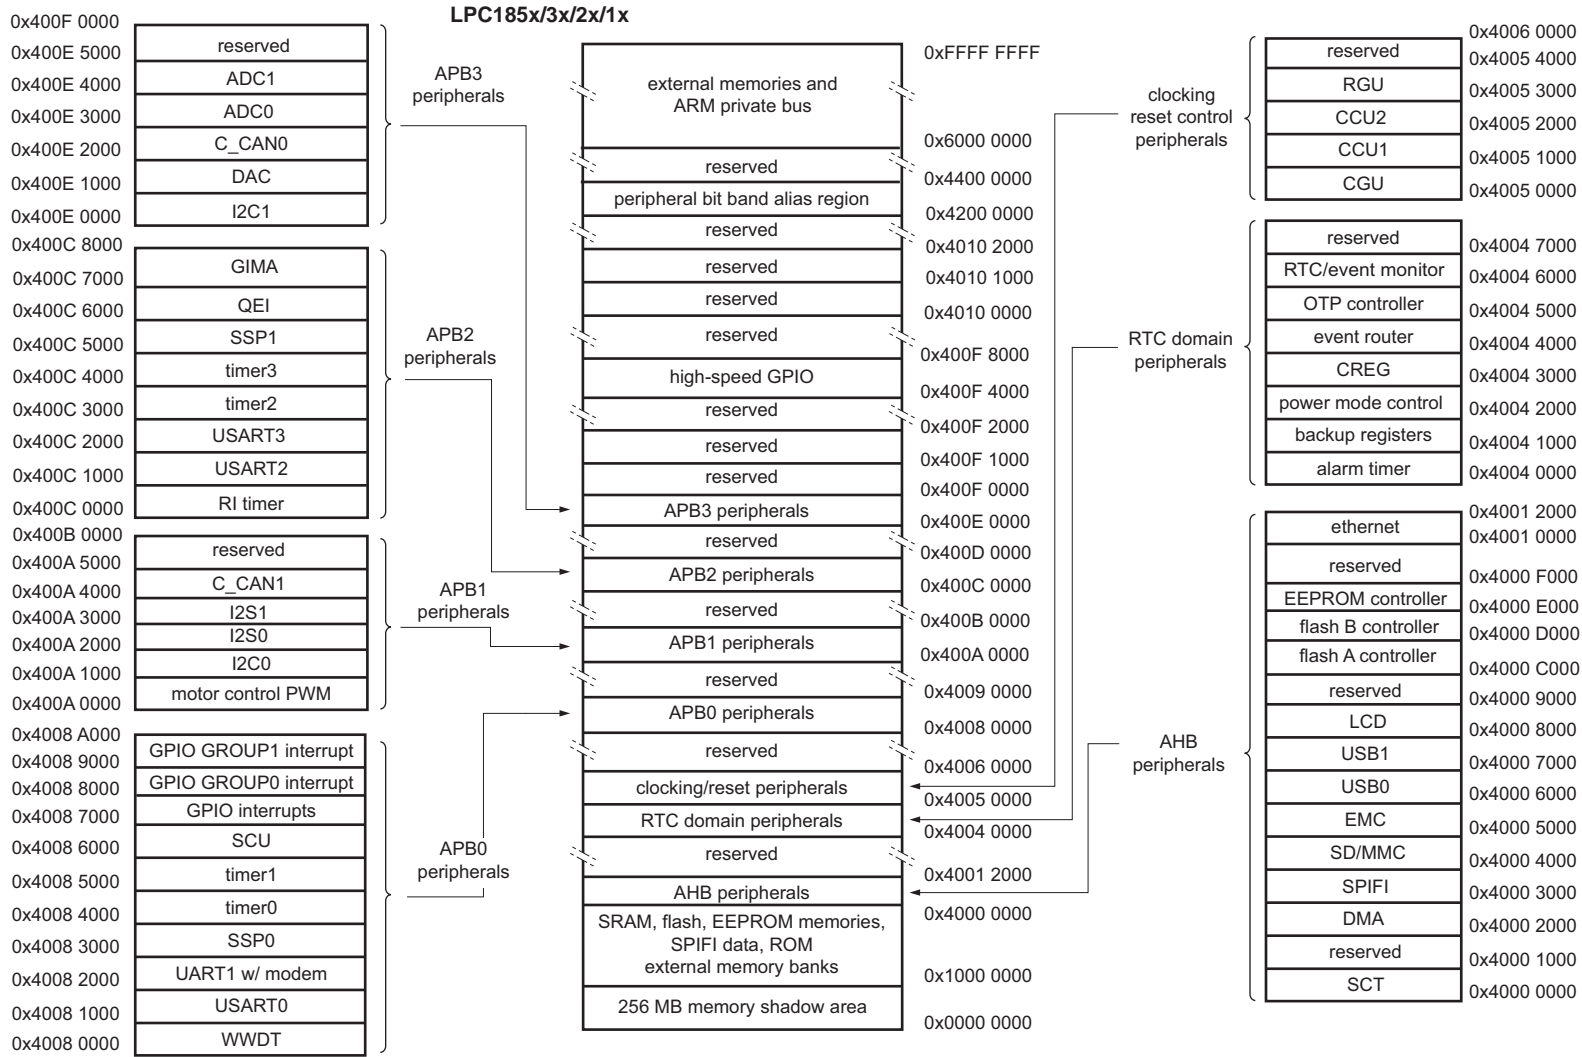 LPC185x/3x/2x/1x
0x400F 0000
reserved
0x400E 5000
ADC1
0x400E 4000
ADC0
0x400E 3000
C_CAN0
0x400E 2000
DAC
0x400E 1000
I2C1
0x400E 0000
APB3
peripherals
0x400C 8000
GIMA
0x400C 7000
QEI
0x400C 6000
SSP1
0x400C 5000
timer3
0x400C 4000
timer2
0x400C 3000
USART3
0x400C 2000
USART2
0x400C 1000
RI timer
0x400C 0000
APB2
peripherals
0x400B 0000
reserved
0x400A 5000
C_CAN1
0x400A 4000
I2S1
0x400A 3000
I2S0
0x400A 2000
I2C0
0x400A 1000
motor control PWM
0x400A 0000
APB1
peripherals
0x4008 A000
GPIO GROUP1 interrupt
0x4008 9000
GPIO GROUP0 interrupt
0x4008 8000
GPIO interrupts
0x4008 7000
SCU
0x4008 6000
timer1
0x4008 5000
timer0
0x4008 4000
SSP0
0x4008 3000
UART1 w/ modem
0x4008 2000
USART0
0x4008 1000
WWDT
0x4008 0000
APB0
peripherals
0xFFFF FFFF
external memories and
ARM private bus
0x6000 0000
reserved
0x4400 0000
peripheral bit band alias region
0x4200 0000
reserved
0x4010 2000
reserved
0x4010 1000
reserved
0x4010 0000
reserved
0x400F 8000
high-speed GPIO
0x400F 4000
reserved
0x400F 2000
reserved
0x400F 1000
reserved
0x400F 0000
APB3 peripherals
0x400E 0000
reserved
0x400D 0000
APB2 peripherals
0x400C 0000
reserved
0x400B 0000
APB1 peripherals
0x400A 0000
reserved
0x4009 0000
APB0 peripherals
0x4008 0000
reserved
0x4006 0000
clocking/reset peripherals
0x4005 0000
RTC domain peripherals
0x4004 0000
reserved
0x4001 2000
AHB peripherals
0x4000 0000
SRAM, flash, EEPROM memories,
SPIFI data, ROM
external memory banks
0x1000 0000
256 MB memory shadow area
0x0000 0000
clocking
reset control
peripherals
0x4006 0000
reserved
0x4005 4000
RGU
0x4005 3000
CCU2
0x4005 2000
CCU1
0x4005 1000
CGU
0x4005 0000
RTC domain
peripherals
reserved
0x4004 7000
RTC/event monitor
0x4004 6000
OTP controller
0x4004 5000
event router
0x4004 4000
CREG
0x4004 3000
power mode control
0x4004 2000
backup registers
0x4004 1000
alarm timer
0x4004 0000
AHB
peripherals
0x4001 2000
ethernet
0x4001 0000
reserved
0x4000 F000
EEPROM controller
0x4000 E000
flash B controller
0x4000 D000
flash A controller
0x4000 C000
reserved
0x4000 9000
LCD
0x4000 8000
USB1
0x4000 7000
USB0
0x4000 6000
EMC
0x4000 5000
SD/MMC
0x4000 4000
SPIFI
0x4000 3000
DMA
0x4000 2000
reserved
0x4000 1000
SCT
0x4000 0000